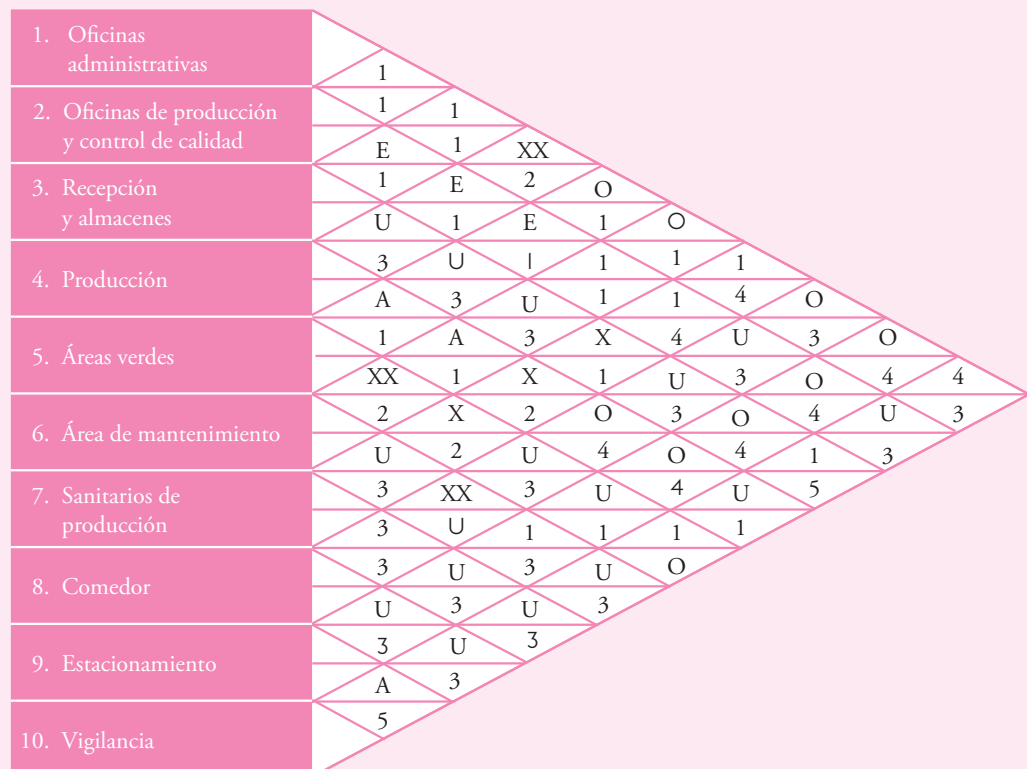 1. Oficinas
administrativas
2. Oficinas de producción
y control de calidad
3. Recepción
y almacenes
4. Producción
5. Áreas verdes
6. Área de mantenimiento
7. Sanitarios de
producción
8. Comedor
9. Estacionamiento
10. Vigilancia
1
1 1
E 1 XX
1 E 2 O
U 1 E 1 O
3 U I 1 1 1
A 3 U 1 1 4 O
1 A 3 X 4 U 3 O
XX 1 X 1 U 3 O 4 4
2 X 2 O 3 O 4 U 3
U 2 U 4 O 4 1 3
3 XX 3 U 4 U 5
3 U 1 1 1 1
3 U 3 U O
U 3 U 3
3 U 3
A 3
5